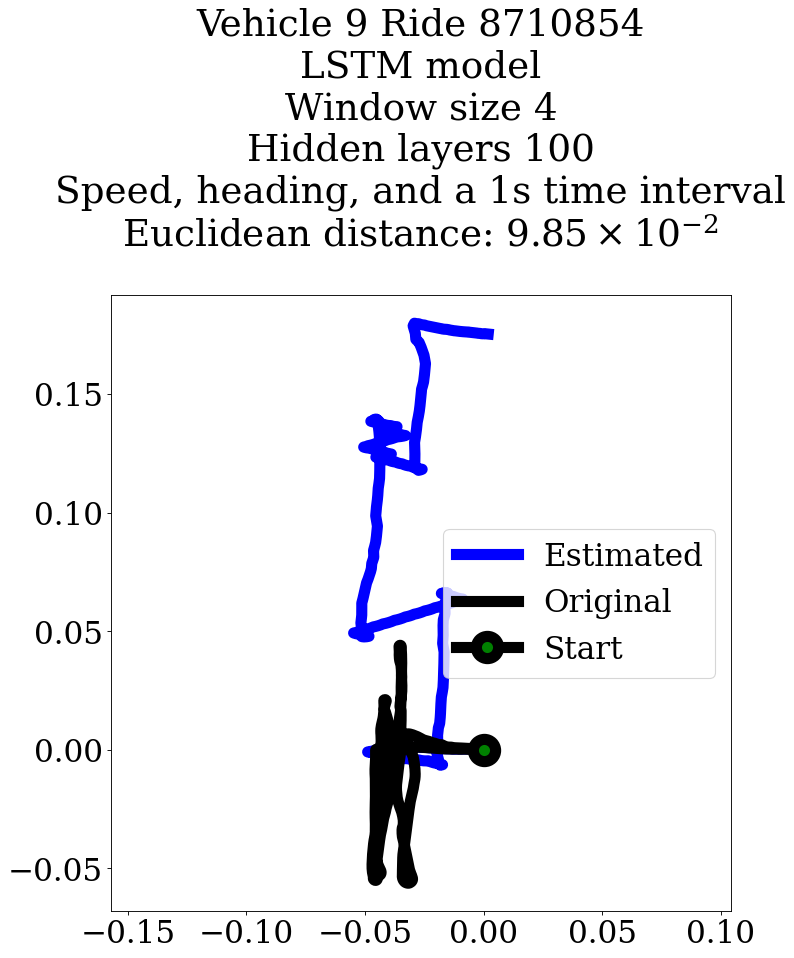 Vehicle 9 Ride 8710854
LSTM model
Window size 4
Hidden layers 100
Speed, heading, and a 1s time interval
Euclidean distance: 9.85 × 10⁻²
0.15
0.10
0.05
0.00
−0.05
Estimated
Original
Start
−0.15 −0.10 −0.05 0.00 0.05 0.10